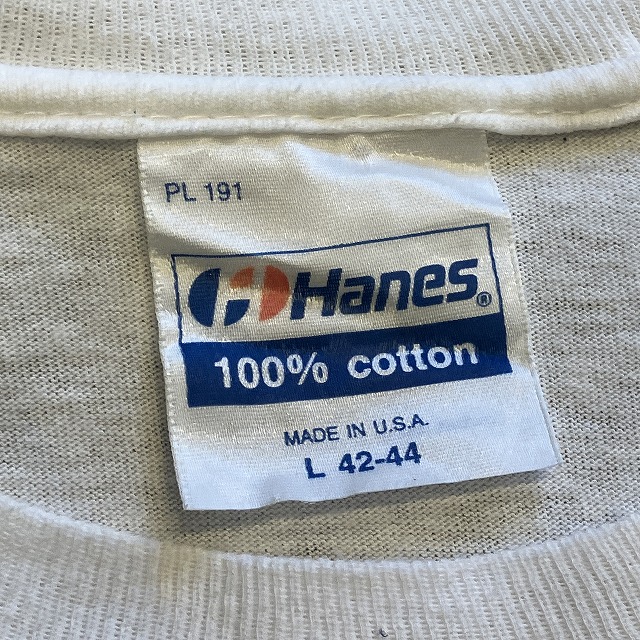 PL 191
Hanes®
100% cotton
MADE IN U.S.A.
L 42-44